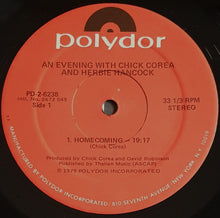 polydor
AN EVENING WITH CHICK COREA
AND HERBIE HANCOCK
PD-2-6238
Side 1
33 1/3 RPM
STEREO
1. HOMECOMING – 19:17
(Chick Corea)
Produced by Chick Corea and David Rubinson
Published by Thelian Music (ASCAP)
Ⓟ 1979 POLYDOR INCORPORATED
MANUFACTURED BY POLYDOR INCORPORATED, 810 SEVENTH AVENUE, NEW YORK, N.Y. 10019